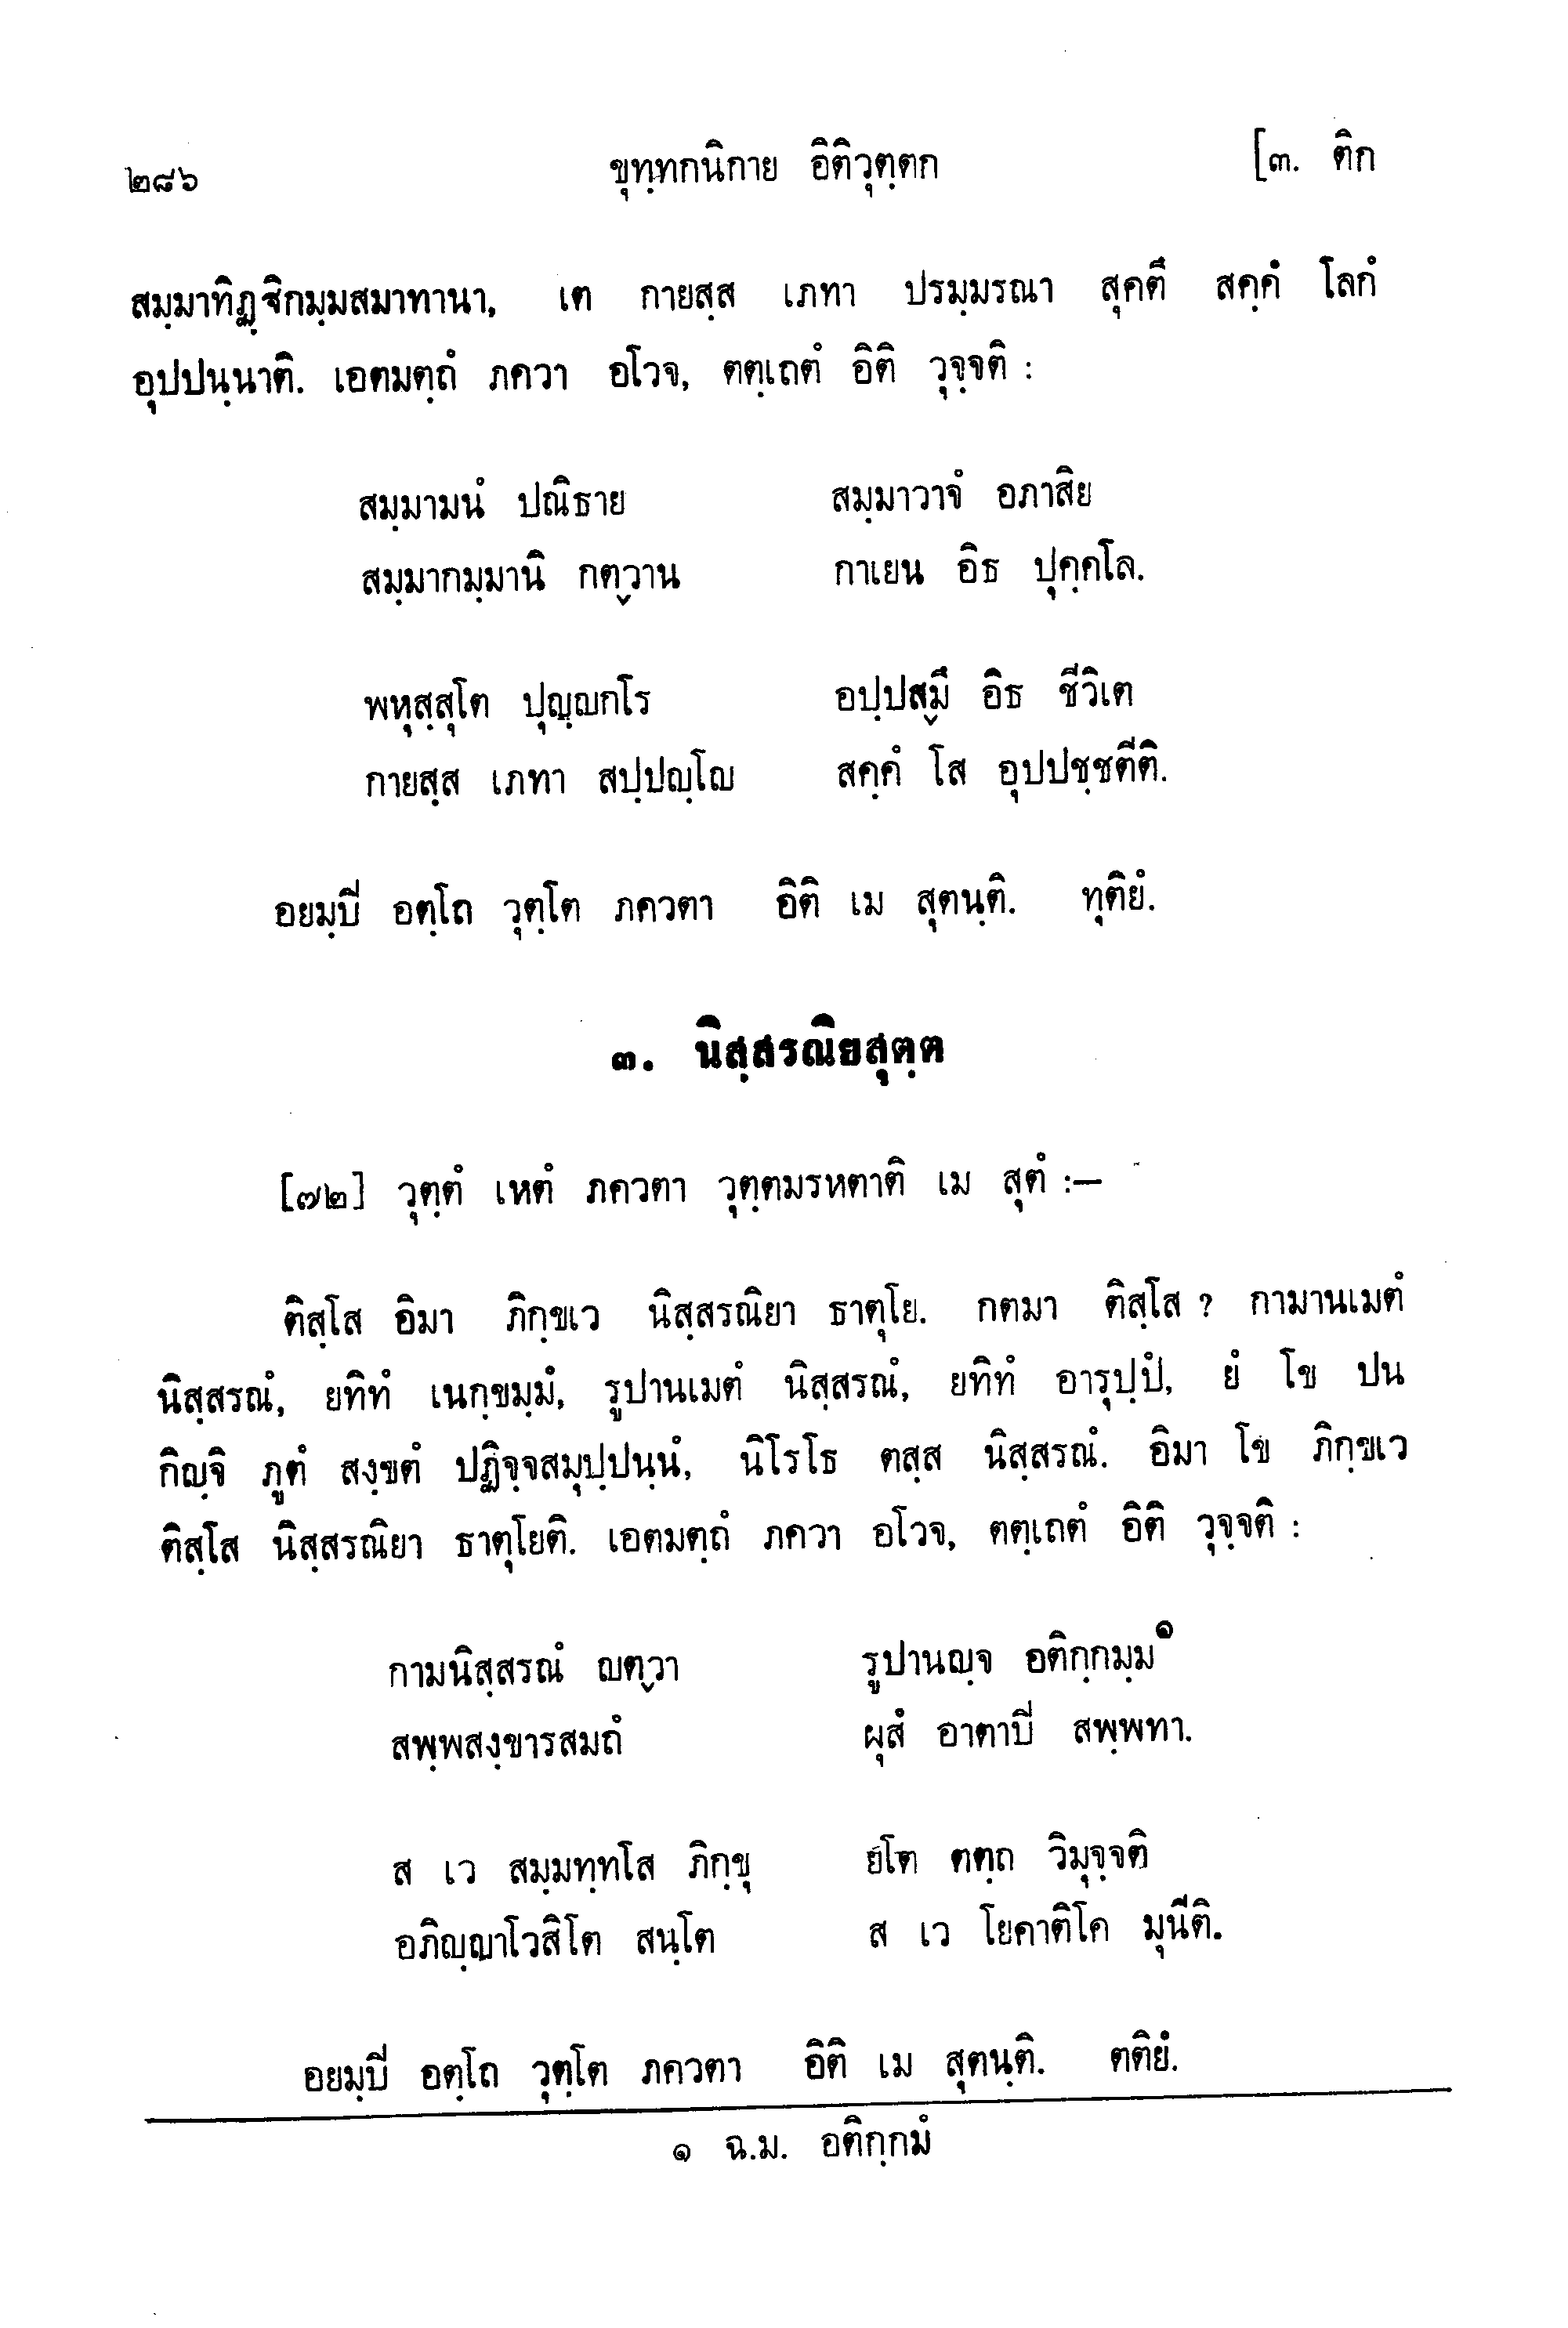 ๒๘๖ ขุทฺทกนิกาย อิติวุตฺตก [๓. ติก
สมฺมาทิฏฺฐิกมฺมสมาทานา, เต กายสฺส เภทา ปรมฺมรณา สุคตึ สคฺคํ โลกํ
อุปปนฺนาติ. เอตมตฺถํ ภควา อโวจ, ตตฺเถตํ อิติ วุจฺจติ :
สมฺมามนํ ปณิธาย สมฺมาวาจํ อภาสิย
สมฺมากมฺมานิ กตฺวาน กาเยน อิธ ปุคฺคโล.
พหุสฺสุโต ปุญฺญกโร อปฺปสฺมึ อิธ ชีวิเต
กายสฺส เภทา สปฺปญฺโญ สคฺคํ โส อุปปชฺชตีติ.
อยมฺปิ อตฺโถ วุตฺโต ภควตา อิติ เม สุตนฺติ. ทุติยํ.
๓. นิสฺสรณิยสุตฺต
[๗๒] วุตฺตํ เหตํ ภควตา วุตฺตมรหตาติ เม สุตํ :—
ติสฺโส อิมา ภิกฺขเว นิสฺสรณิยา ธาตุโย. กตมา ติสฺโส ? กามานเมตํ
นิสฺสรณํ, ยทิทํ เนกฺขมฺมํ, รูปานเมตํ นิสฺสรณํ, ยทิทํ อารุปฺปํ, ยํ โข ปน
กิญฺจิ ภูตํ สงฺขตํ ปฏิจฺจสมุปฺปนฺนํ, นิโรโธ ตสฺส นิสฺสรณํ. อิมา โข ภิกฺขเว
ติสฺโส นิสฺสรณิยา ธาตุโยติ. เอตมตฺถํ ภควา อโวจ, ตตฺเถตํ อิติ วุจฺจติ :
กามนิสฺสรณํ ญตฺวา รูปานญฺจ อติกฺกมฺม๑
สพฺพสงฺขารสมถํ ผุสํ อาตาปี สพฺพทา.
ส เว สมฺมทฺทโส ภิกฺขุ ยโต ตตฺถ วิมุจฺจติ
อภิญฺญาโวสิโต สนฺโต ส เว โยคาติโค มุนีติ.
อยมฺปิ อตฺโถ วุตฺโต ภควตา อิติ เม สุตนฺติ. ตติยํ.
๑ ฉ.ม. อติกฺกมํ